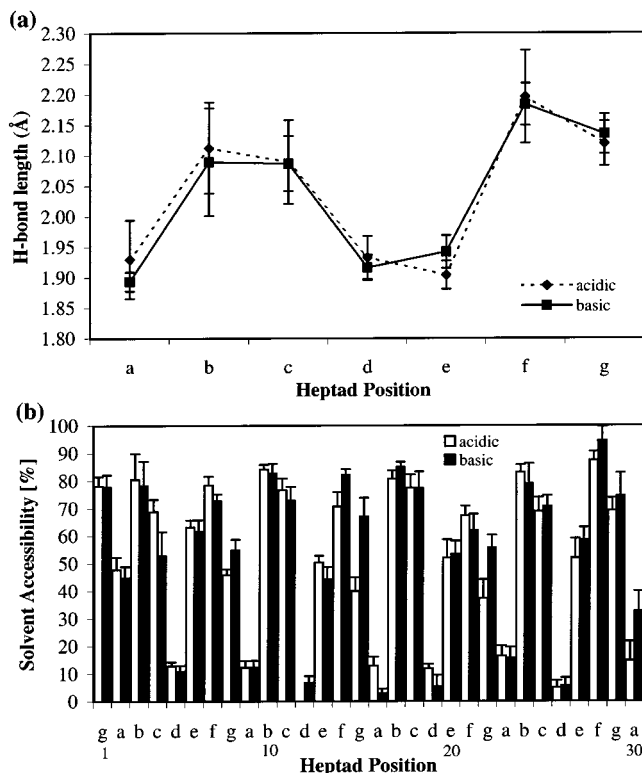 (a)
2.30
2.25
2.20
2.15
2.10
2.05
2.00
1.95
1.90
1.85
1.80
H-bond length (Å)
acidic
basic
a b c d e f g
Heptad Position
(b)
100
90
80
70
60
50
40
30
20
10
0
Solvent Accessibility [%]
acidic
basic
g a b c d e f g a b c d e f g a b c d e f g a b c d e f g a
1 10 20 30
Heptad Position